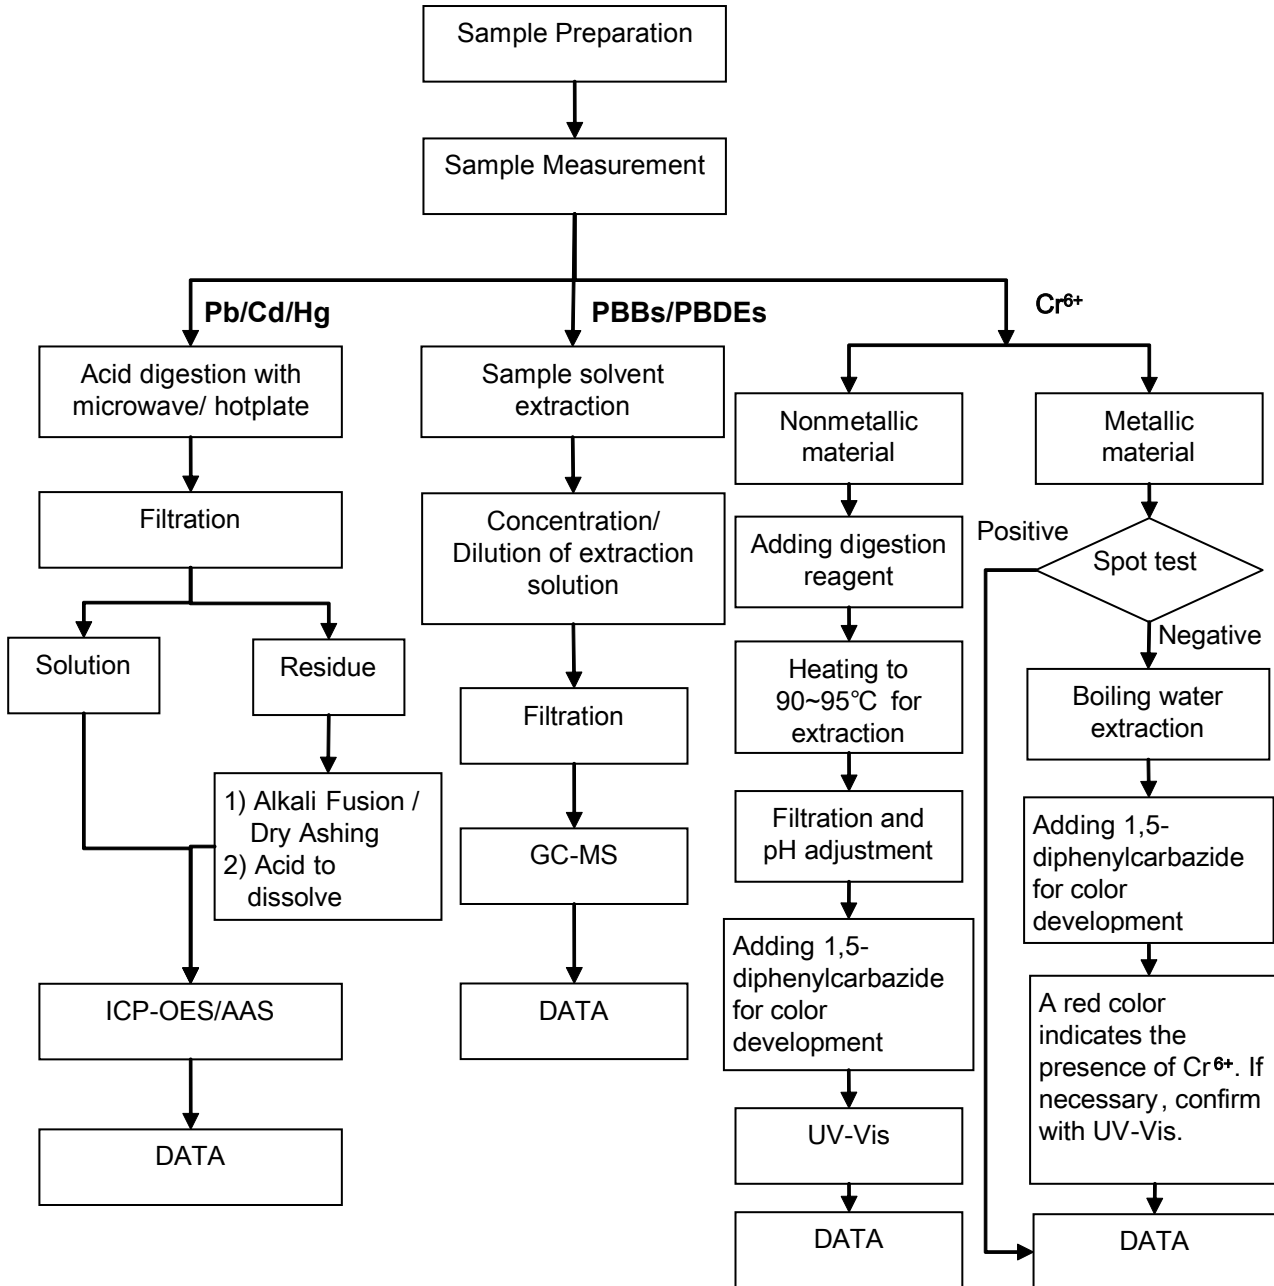 Sample Preparation
Sample Measurement
Pb/Cd/Hg
PBBs/PBDEs
Cr⁶⁺
Acid digestion with
microwave/ hotplate
Filtration
Solution
Residue
1) Alkali Fusion /
Dry Ashing
2) Acid to
dissolve
ICP-OES/AAS
DATA
Sample solvent
extraction
Concentration/
Dilution of extraction
solution
Filtration
GC-MS
DATA
Nonmetallic
material
Adding digestion
reagent
Heating to
90~95℃ for
extraction
Filtration and
pH adjustment
Adding 1,5-
diphenylcarbazide
for color
development
UV-Vis
DATA
Metallic
material
Positive
Spot test
Negative
Boiling water
extraction
Adding 1,5-
diphenylcarbazide
for color
development
A red color
indicates the
presence of Cr⁶⁺. If
necessary, confirm
with UV-Vis.
DATA